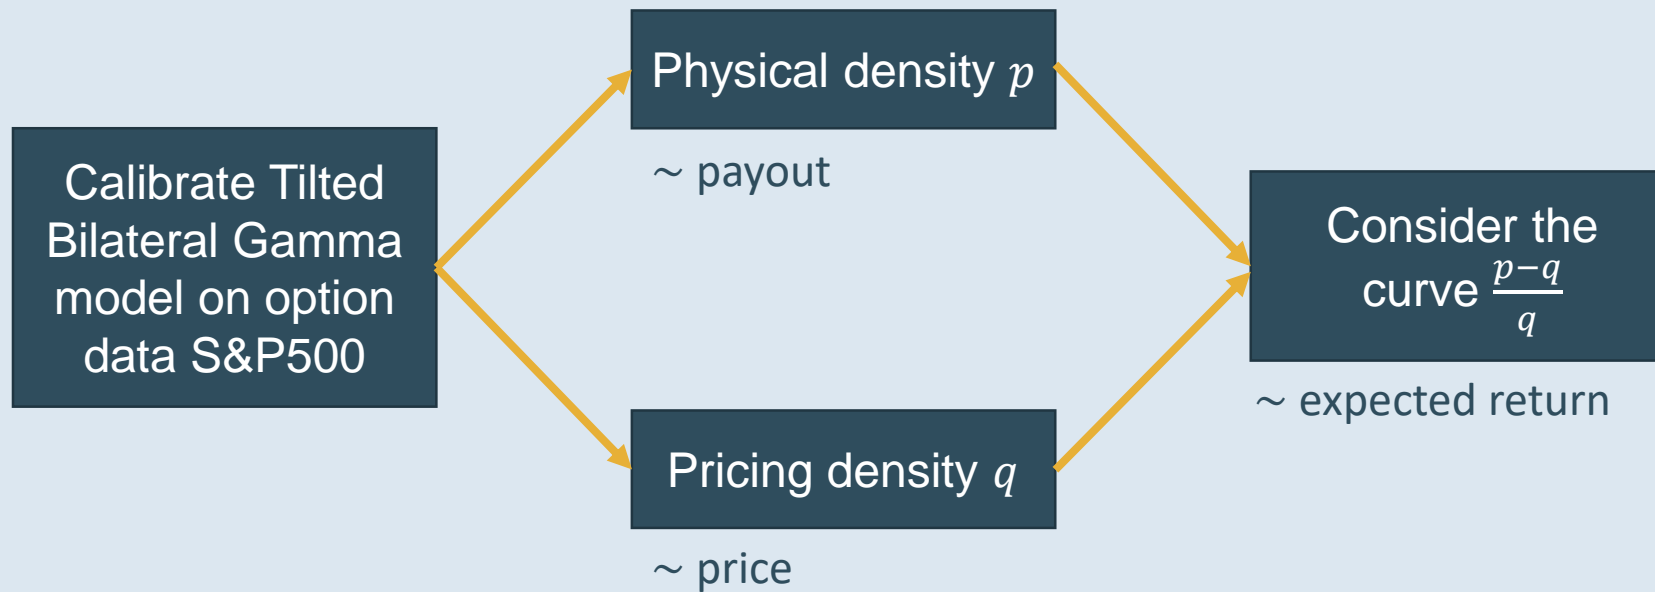 Calibrate Tilted
Bilateral Gamma
model on option
data S&P500
Physical density p
~ payout
Pricing density q
~ price
Consider the
curve \frac{p-q}{q}
~ expected return